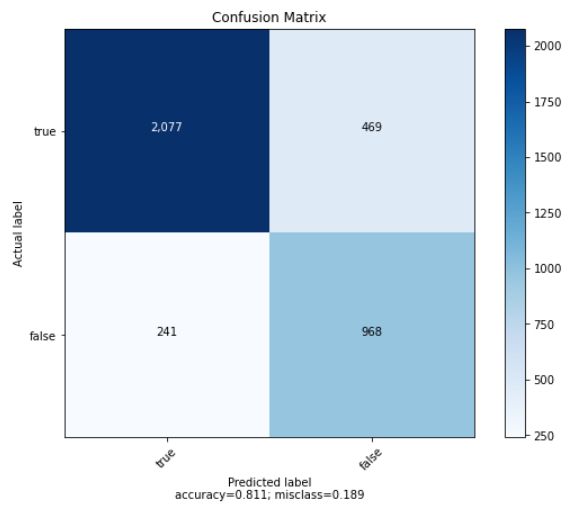 Confusion Matrix
true
2,077
469
false
241
968
Actual label
true
false
Predicted label
accuracy=0.811; misclass=0.189
2000
1750
1500
1250
1000
750
500
250